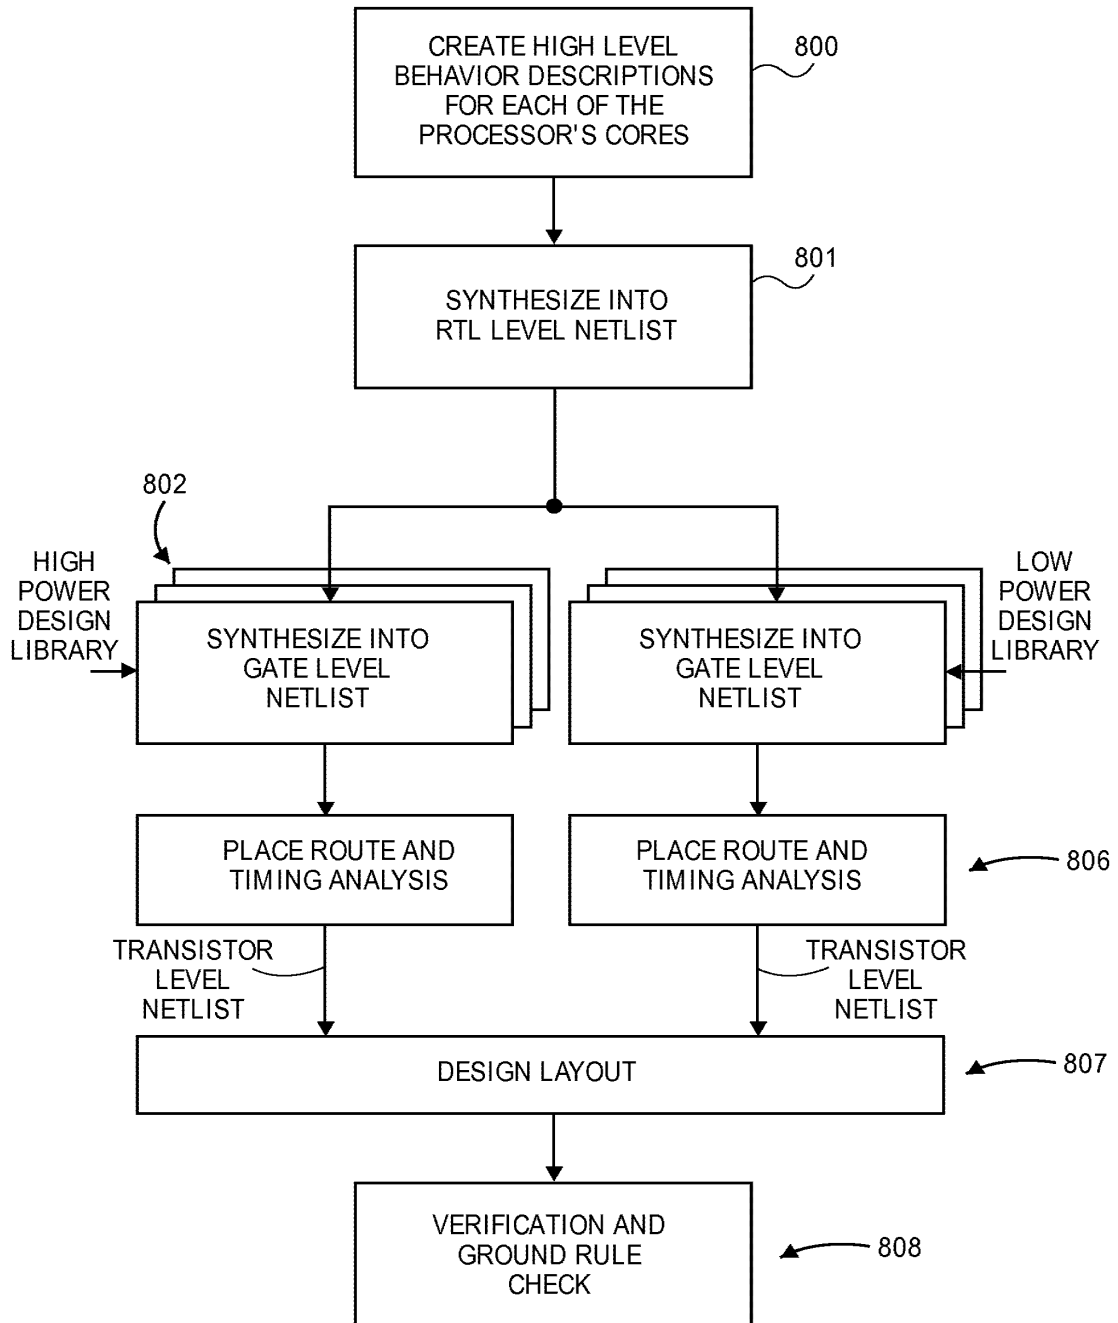 CREATE HIGH LEVEL
BEHAVIOR DESCRIPTIONS
FOR EACH OF THE
PROCESSOR'S CORES
800
SYNTHESIZE INTO
RTL LEVEL NETLIST
801
802
HIGH
POWER
DESIGN
LIBRARY
SYNTHESIZE INTO
GATE LEVEL
NETLIST
SYNTHESIZE INTO
GATE LEVEL
NETLIST
LOW
POWER
DESIGN
LIBRARY
PLACE ROUTE AND
TIMING ANALYSIS
PLACE ROUTE AND
TIMING ANALYSIS
806
TRANSISTOR
LEVEL
NETLIST
TRANSISTOR
LEVEL
NETLIST
DESIGN LAYOUT
807
VERIFICATION AND
GROUND RULE
CHECK
808